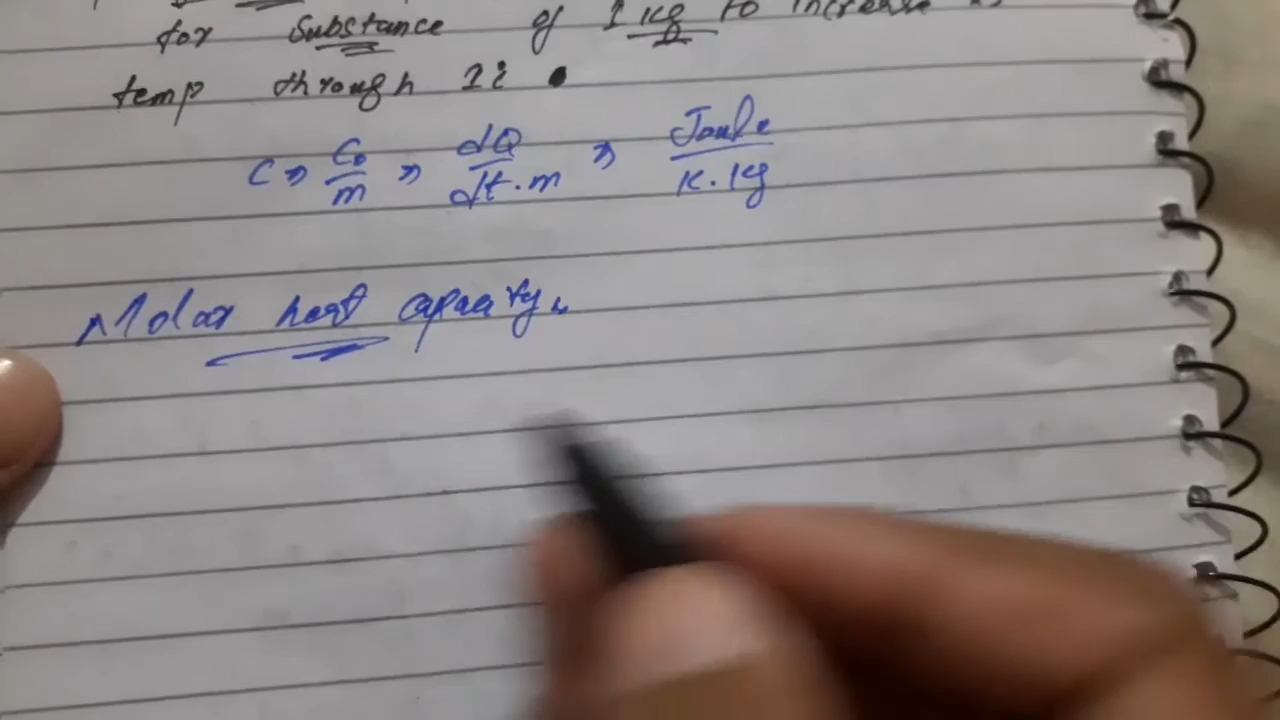 for Substance of 1 kg to increase
temp through 1
C => C₀/m => dQ/dt.m => Joule/K.kg
Molar heat capacity